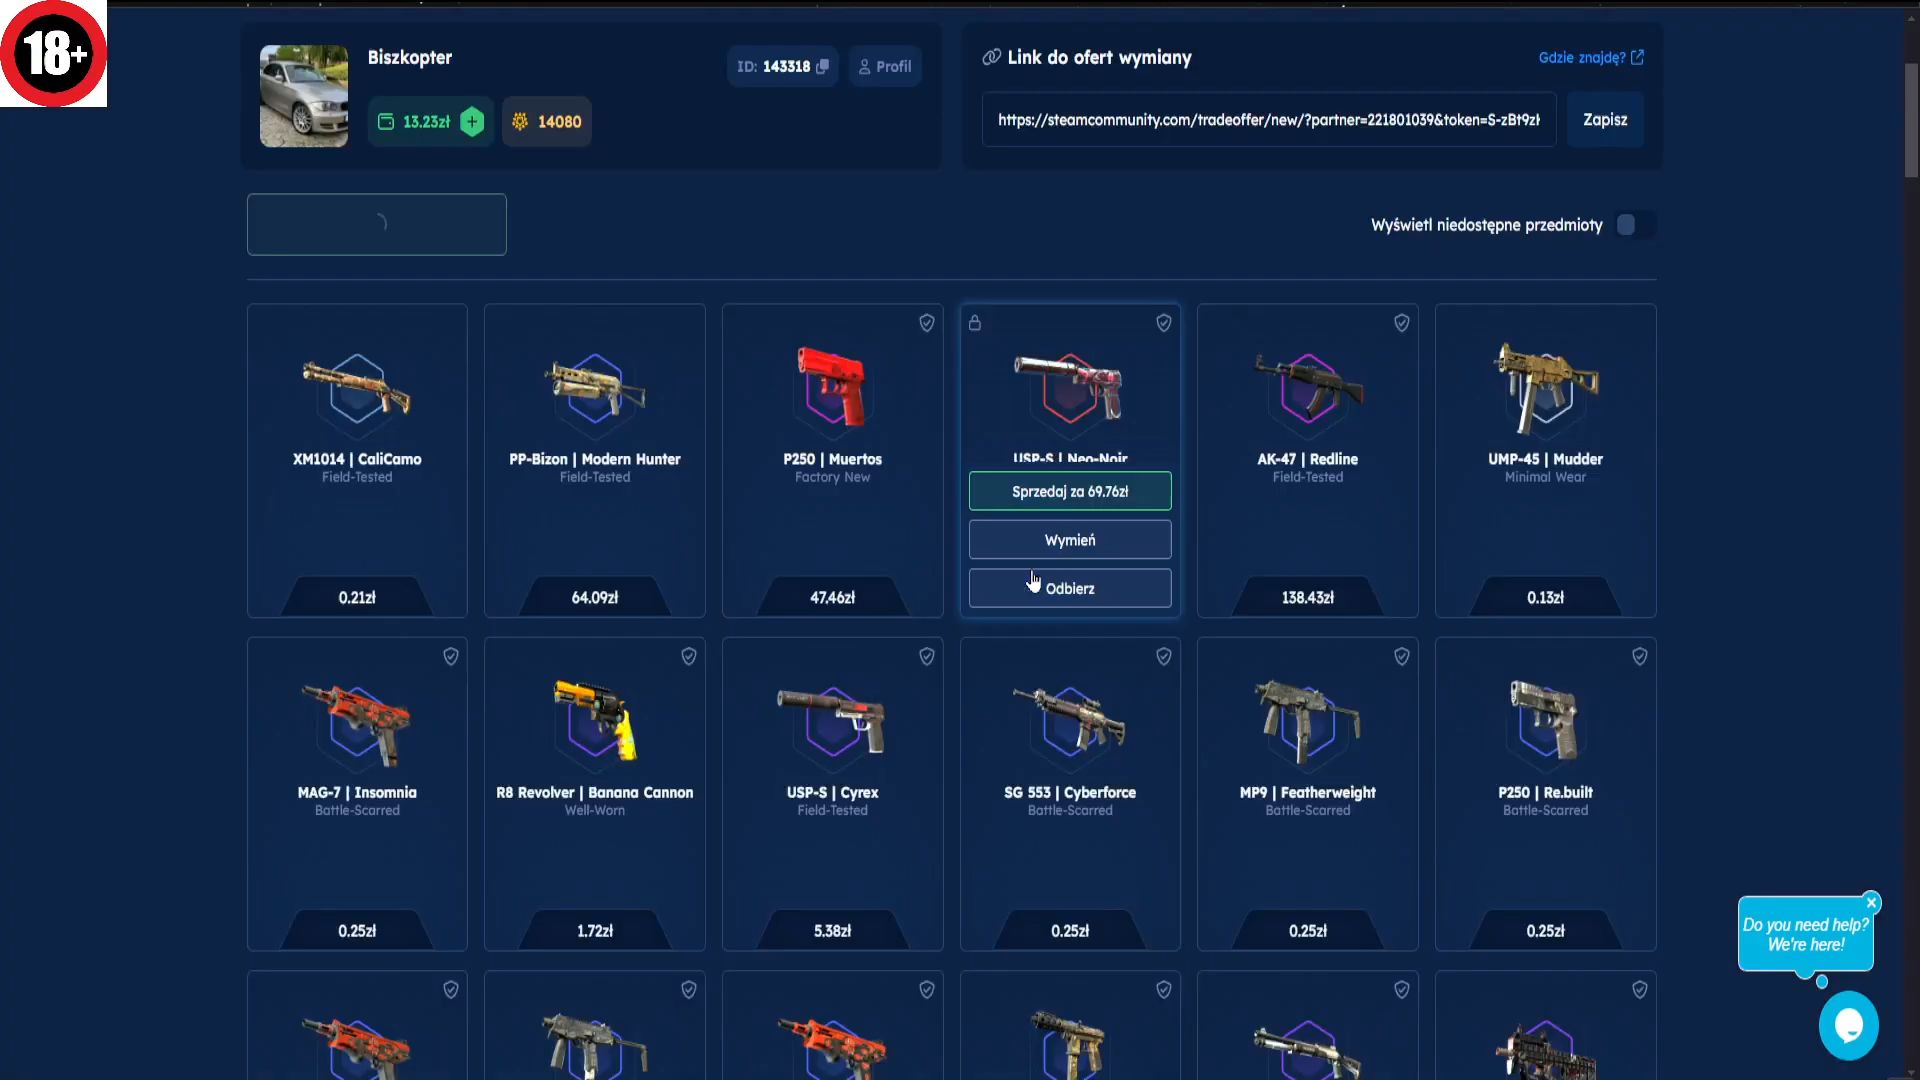 18+
Biszkopter
ID: 143318
Profil
13.23zł
14080
Link do ofert wymiany
Gdzie znajdę?
https://steamcommunity.com/tradeoffer/new/?partner=221801039&token=S-zBt9zł
Zapisz
Wyświetl niedostępne przedmioty
XM1014 | CaliCamo
Field-Tested
0.21zł
PP-Bizon | Modern Hunter
Field-Tested
64.09zł
P250 | Muertos
Factory New
47.46zł
USP-S | Neo-Noir
Sprzedaj za 69.76zł
Wymień
Odbierz
AK-47 | Redline
Field-Tested
138.43zł
UMP-45 | Mudder
Minimal Wear
0.13zł
MAG-7 | Insomnia
Battle-Scarred
0.25zł
R8 Revolver | Banana Cannon
Well-Worn
1.72zł
USP-S | Cyrex
Field-Tested
5.38zł
SG 553 | Cyberforce
Battle-Scarred
0.25zł
MP9 | Featherweight
Battle-Scarred
0.25zł
P250 | Re.built
Battle-Scarred
0.25zł
Do you need help?
We're here!